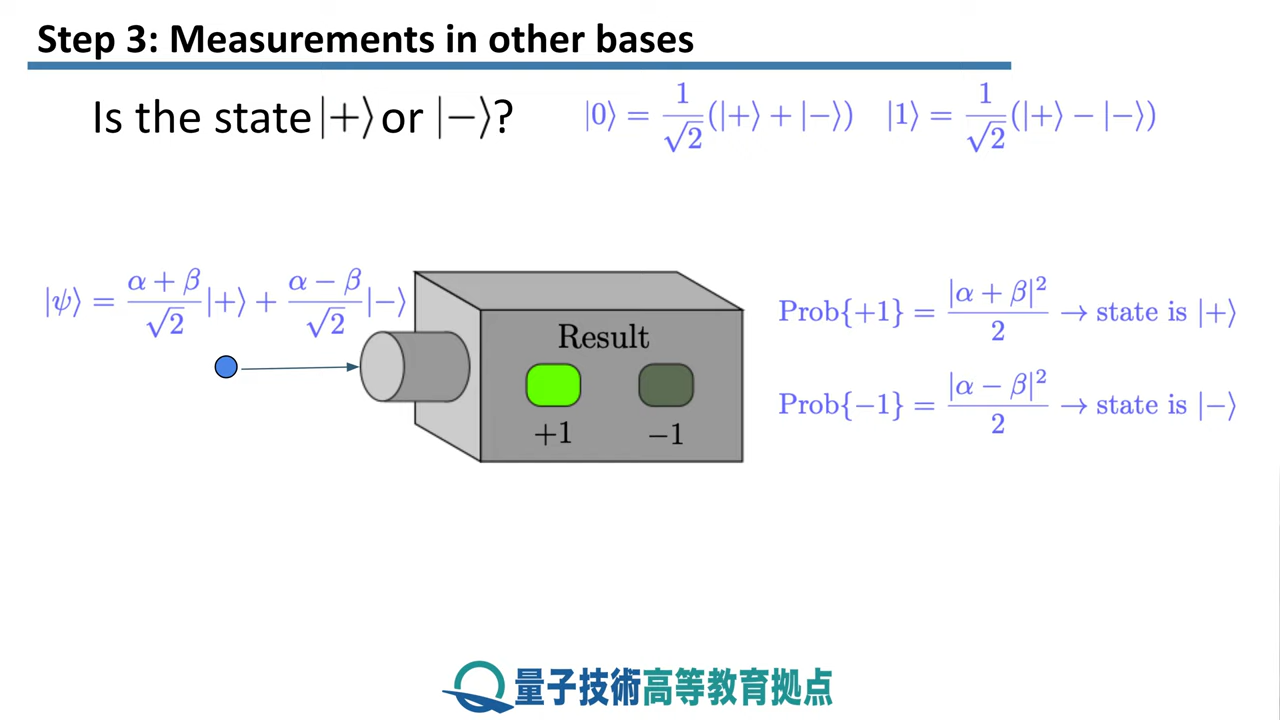 Step 3: Measurements in other bases
Is the state |+⟩ or |−⟩?
|0⟩ = 1/√2 (|+⟩ + |−⟩) |1⟩ = 1/√2 (|+⟩ − |−⟩)
|ψ⟩ = (α + β)/√2 |+⟩ + (α − β)/√2 |−⟩
Result
+1 −1
Prob{+1} = |α + β|²/2 → state is |+⟩
Prob{−1} = |α − β|²/2 → state is |−⟩
量子技術高等教育拠点